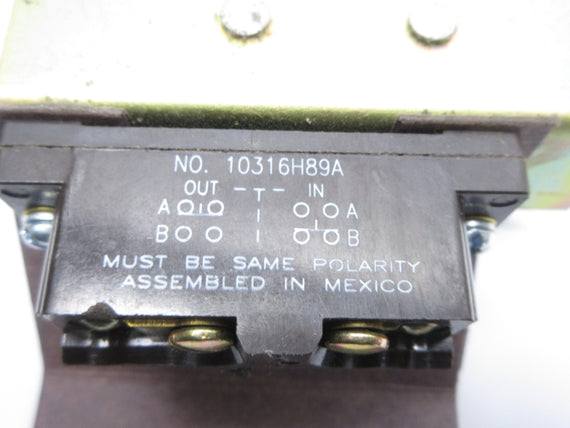 NO. 10316H89A
OUT IN
A A
B B
MUST BE SAME POLARITY
ASSEMBLED IN MEXICO